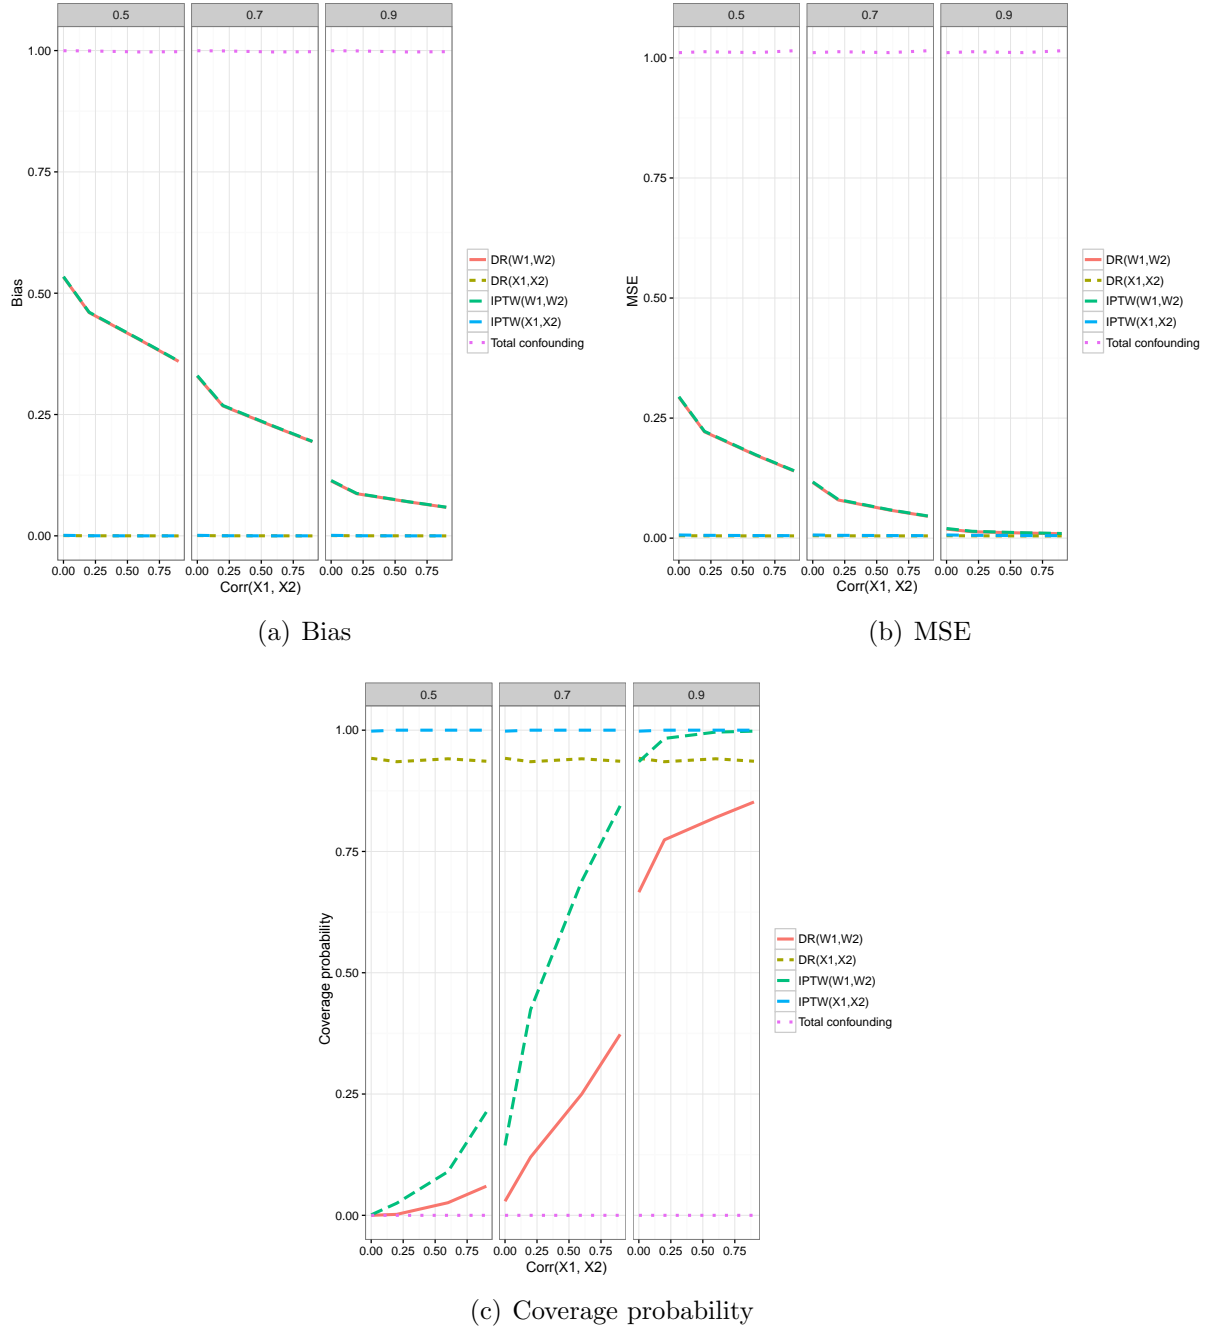 0.5 0.7 0.9
1.00
0.75
0.50
0.25
0.00
Bias
0.00 0.25 0.50 0.75 0.00 0.25 0.50 0.75 0.00 0.25 0.50 0.75
Corr(X1, X2)
DR(W1,W2)
DR(X1,X2)
IPTW(W1,W2)
IPTW(X1,X2)
Total confounding
(a) Bias
0.5 0.7 0.9
1.00
0.75
0.50
0.25
0.00
MSE
0.00 0.25 0.50 0.75 0.00 0.25 0.50 0.75 0.00 0.25 0.50 0.75
Corr(X1, X2)
DR(W1,W2)
DR(X1,X2)
IPTW(W1,W2)
IPTW(X1,X2)
Total confounding
(b) MSE
0.5 0.7 0.9
1.00
0.75
0.50
0.25
0.00
Coverage probability
0.00 0.25 0.50 0.75 0.00 0.25 0.50 0.75 0.00 0.25 0.50 0.75
Corr(X1, X2)
DR(W1,W2)
DR(X1,X2)
IPTW(W1,W2)
IPTW(X1,X2)
Total confounding
(c) Coverage probability